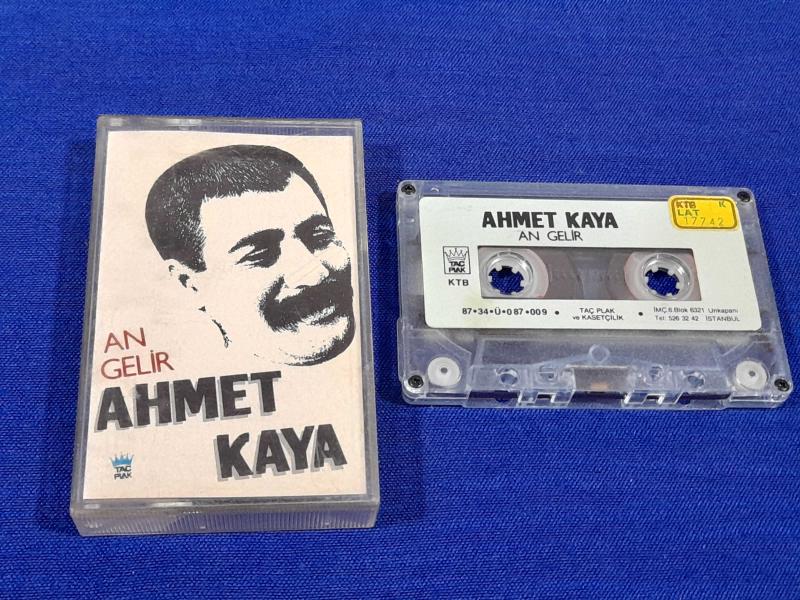 AN
GELİR
AHMET
KAYA
TAÇ
PLAK
AHMET KAYA
AN GELİR
KTB K
LAT
17742
TAÇ
PLAK
KTB
87•34•Ü•087•009 • TAÇ PLAK • İMÇ.6.Blok 6321 Unkapanı
ve KASETÇİLİK Tel: 526 32 42 İSTANBUL